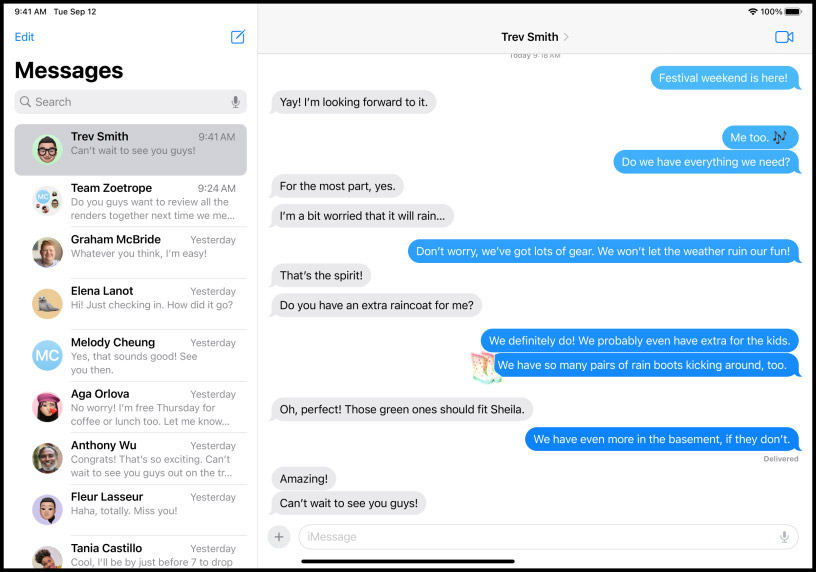 9:41 AM Tue Sep 12
100%
Edit
Messages
Search
Trev Smith 9:41 AM
Can't wait to see you guys!
Team Zoetrope 9:24 AM
Do you guys want to review all the
renders together next time we me...
Graham McBride Yesterday
Whatever you think, I'm easy!
Elena Lanot Yesterday
Hi! Just checking in. How did it go?
MC
Melody Cheung Yesterday
Yes, that sounds good! See
you then.
Aga Orlova Yesterday
No worry! I'm free Thursday for
coffee or lunch too. Let me know...
Anthony Wu Yesterday
Congrats! That's so exciting. Can't
wait to see you guys out on the tr...
Fleur Lasseur Yesterday
Haha, totally. Miss you!
Tania Castillo Yesterday
Cool, I'll be by just before 7 to drop
Trev Smith
Today 9:18 AM
Festival weekend is here!
Yay! I'm looking forward to it.
Me too. 🎶
Do we have everything we need?
For the most part, yes.
I'm a bit worried that it will rain...
Don't worry, we've got lots of gear. We won't let the weather ruin our fun!
That's the spirit!
Do you have an extra raincoat for me?
We definitely do! We probably even have extra for the kids.
We have so many pairs of rain boots kicking around, too.
Oh, perfect! Those green ones should fit Sheila.
We have even more in the basement, if they don't.
Delivered
Amazing!
Can't wait to see you guys!
iMessage